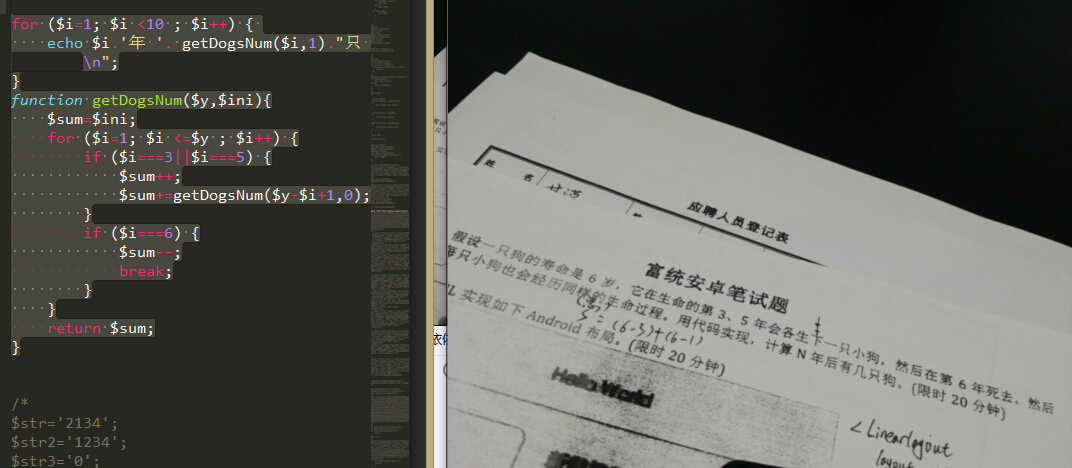 for ($i=1; $i <10 ; $i++) {
echo $i.'年 '. getDogsNum($i,1)."只
\n";
}
function getDogsNum($y,$ini){
$sum=$ini;
for ($i=1; $i <=$y ; $i++) {
if ($i===3||$i===5) {
$sum++;
$sum+=getDogsNum($y-$i+1,0);
}
if ($i===6) {
$sum--;
break;
}
}
return $sum;
}
/*
$str='2134';
$str2='1234';
$str3='0';
姓
名
应聘人员登记表
富统安卓笔试题
假设一只狗的寿命是 6 岁，它在生命的第 3、5 年会各生下一只小狗，然后在第 6 年死去。然后
每只小狗也会经历同样的生命过程。用代码实现，计算 N 年后有几只狗。(限时 20 分钟)
= (6-3)+(6-1)
L 实现如下 Android 布局。(限时 20 分钟)
Hello World